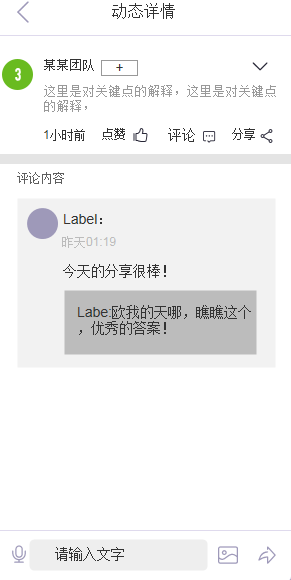 动态详情
3
某某团队 +
这里是对关键点的解释，这里是对关键点
的解释，
1小时前 点赞 评论 分享
评论内容
Label：
昨天01:19
今天的分享很棒！
Labe:欧我的天哪，瞧瞧这个
，优秀的答案！
请输入文字